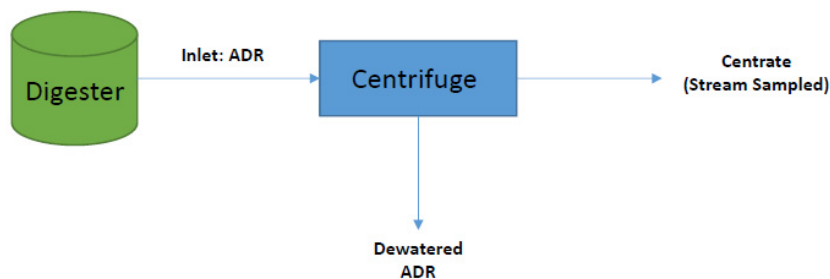 Inlet: ADR
Digester
Centrifuge
Centrate
(Stream Sampled)
Dewatered
ADR